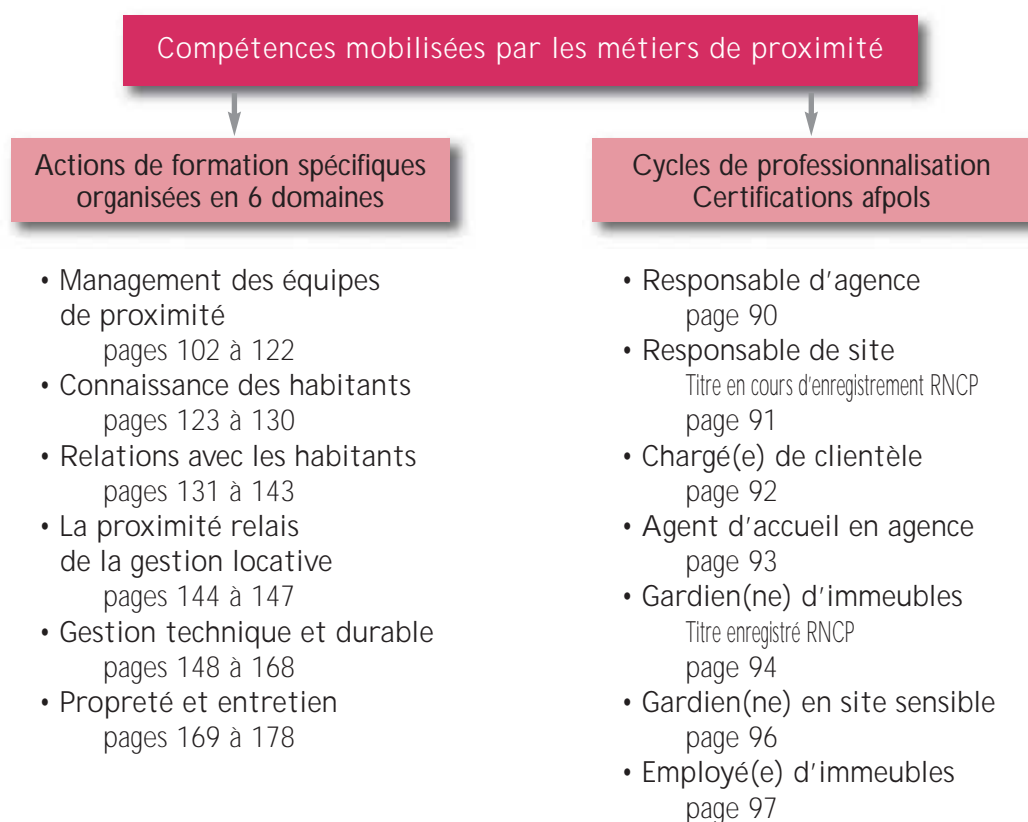 Compétences mobilisées par les métiers de proximité
Actions de formation spécifiques
organisées en 6 domaines
• Management des équipes
de proximité
pages 102 à 122
• Connaissance des habitants
pages 123 à 130
• Relations avec les habitants
pages 131 à 143
• La proximité relais
de la gestion locative
pages 144 à 147
• Gestion technique et durable
pages 148 à 168
• Propreté et entretien
pages 169 à 178
Cycles de professionnalisation
Certifications afpols
• Responsable d'agence
page 90
• Responsable de site
Titre en cours d'enregistrement RNCP
page 91
• Chargé(e) de clientèle
page 92
• Agent d'accueil en agence
page 93
• Gardien(ne) d'immeubles
Titre enregistré RNCP
page 94
• Gardien(ne) en site sensible
page 96
• Employé(e) d'immeubles
page 97